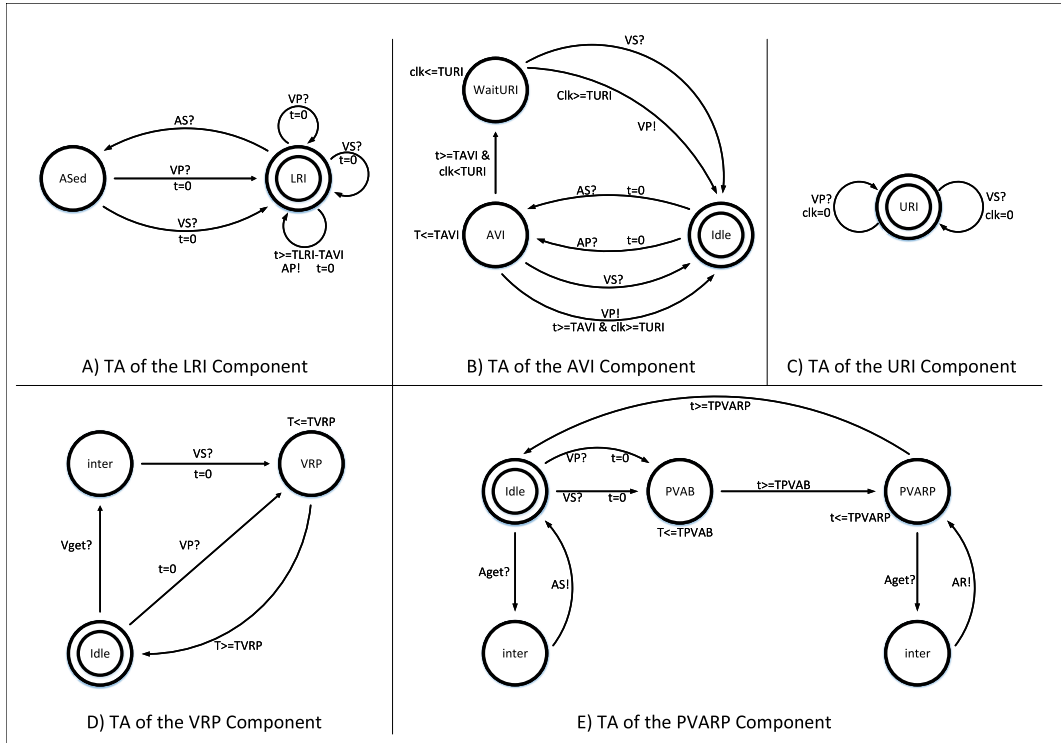 AS?
VP?
t=0
VS?
t=0
VP?
t=0
VS?
t=0
ASed
LRI
t>=TLRI-TAVI
AP! t=0
A) TA of the LRI Component
VS?
clk<=TURI
WaitURI
Clk>=TURI
VP!
t>=TAVI &
clk<TURI
AS? t=0
T<=TAVI
AVI
Idle
AP? t=0
VS?
VP!
t>=TAVI & clk>=TURI
B) TA of the AVI Component
VP?
clk=0
URI
VS?
clk=0
C) TA of the URI Component
T<=TVRP
inter
VS?
t=0
VRP
Vget?
VP?
t=0
Idle
T>=TVRP
D) TA of the VRP Component
t>=TPVARP
VP? t=0
Idle
VS? t=0
PVAB
t>=TPVAB
PVARP
T<=TPVAB
t<=TPVARP
Aget?
AS!
Aget?
AR!
inter
inter
E) TA of the PVARP Component